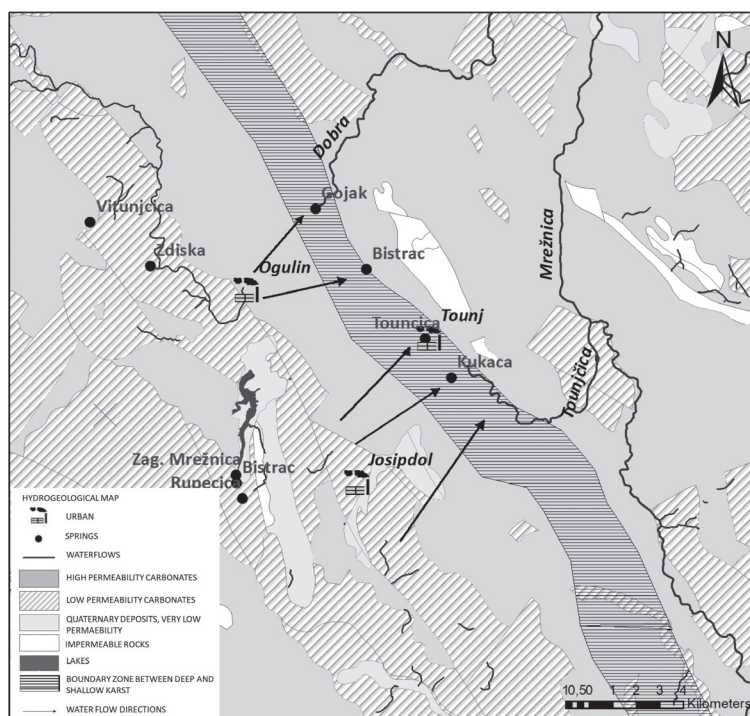 N
Dobra
Gojak
Vitunjcica
Zdiska
Ogulin
Bistrac
Mrežnica
Tounj
Touncica
Kukaca
Tounjčica
Josipdol
Zag. Mrežnica
Bistrac
Rupecica
HYDROGEOLOGICAL MAP
URBAN
SPRINGS
WATERFLOWS
HIGH PERMEABILITY CARBONATES
LOW PERMEABILITY CARBONATES
QUATERNARY DEPOSITS, VERY LOW
PERMAEBILITY
IMPERMEABLE ROCKS
LAKES
BOUNDARY ZONE BETWEEN DEEP AND
SHALLOW KARST
WATER FLOW DIRECTIONS
10,50 1 2 3 4
Kilometers